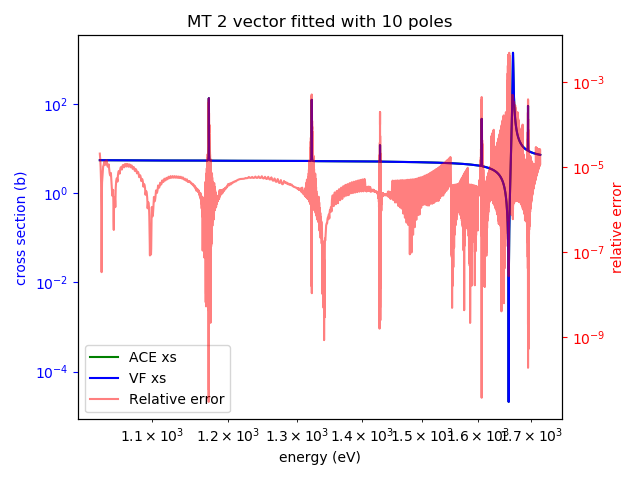 MT 2 vector fitted with 10 poles
10²
10⁰
10⁻²
10⁻⁴
cross section (b)
10⁻³
10⁻⁵
10⁻⁷
10⁻⁹
relative error
ACE xs
VF xs
Relative error
1.1 × 10³ 1.2 × 10³ 1.3 × 10³ 1.4 × 10³ 1.5 × 10³ 1.6 × 10³ 1.7 × 10³
energy (eV)